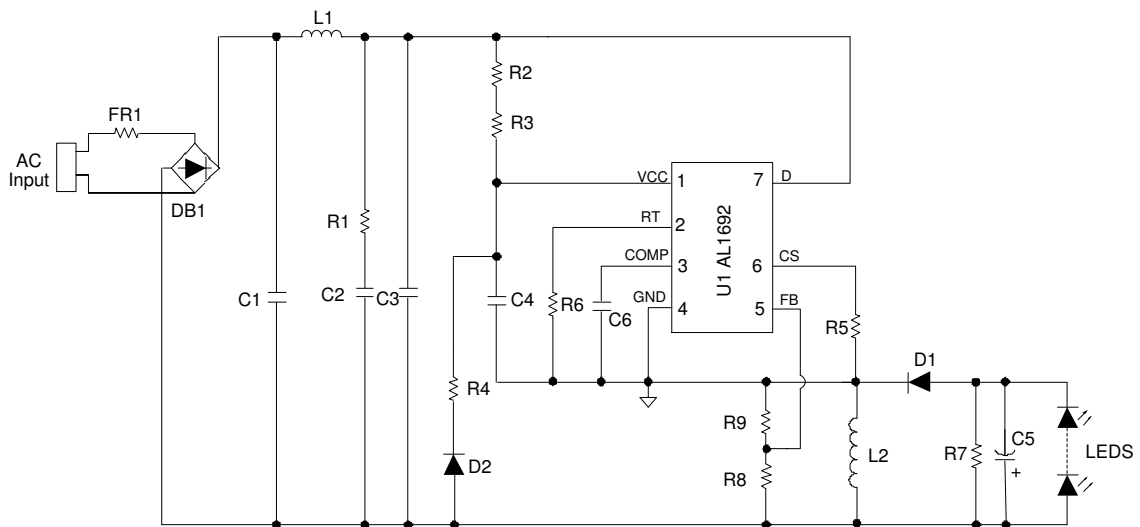 L1
R2
FR1
R3
AC
Input
VCC 1 7 D
DB1
R1
RT 2
U1 AL1692
COMP 3 6 CS
C1 C2 C3 C4 R6 C6
GND 4 5 FB
R5
D1
R4
R9
C5
D2 R8 L2 R7 + LEDS